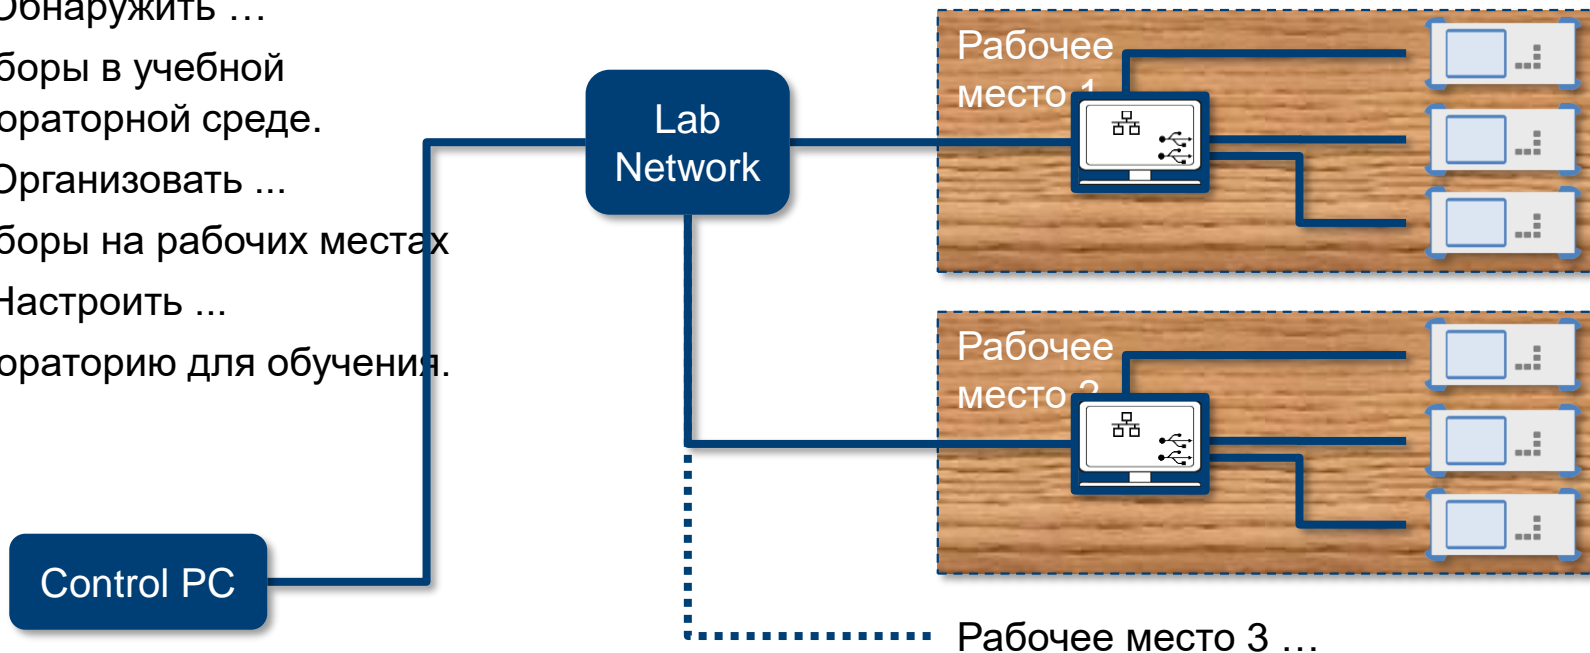 Обнаружить …
боры в учебной
ораторной среде.
Организовать ...
боры на рабочих местах
Настроить ...
ораторию для обучения.
Lab
Network
Control PC
Рабочее
место 1
Рабочее
место 2
Рабочее место 3 …